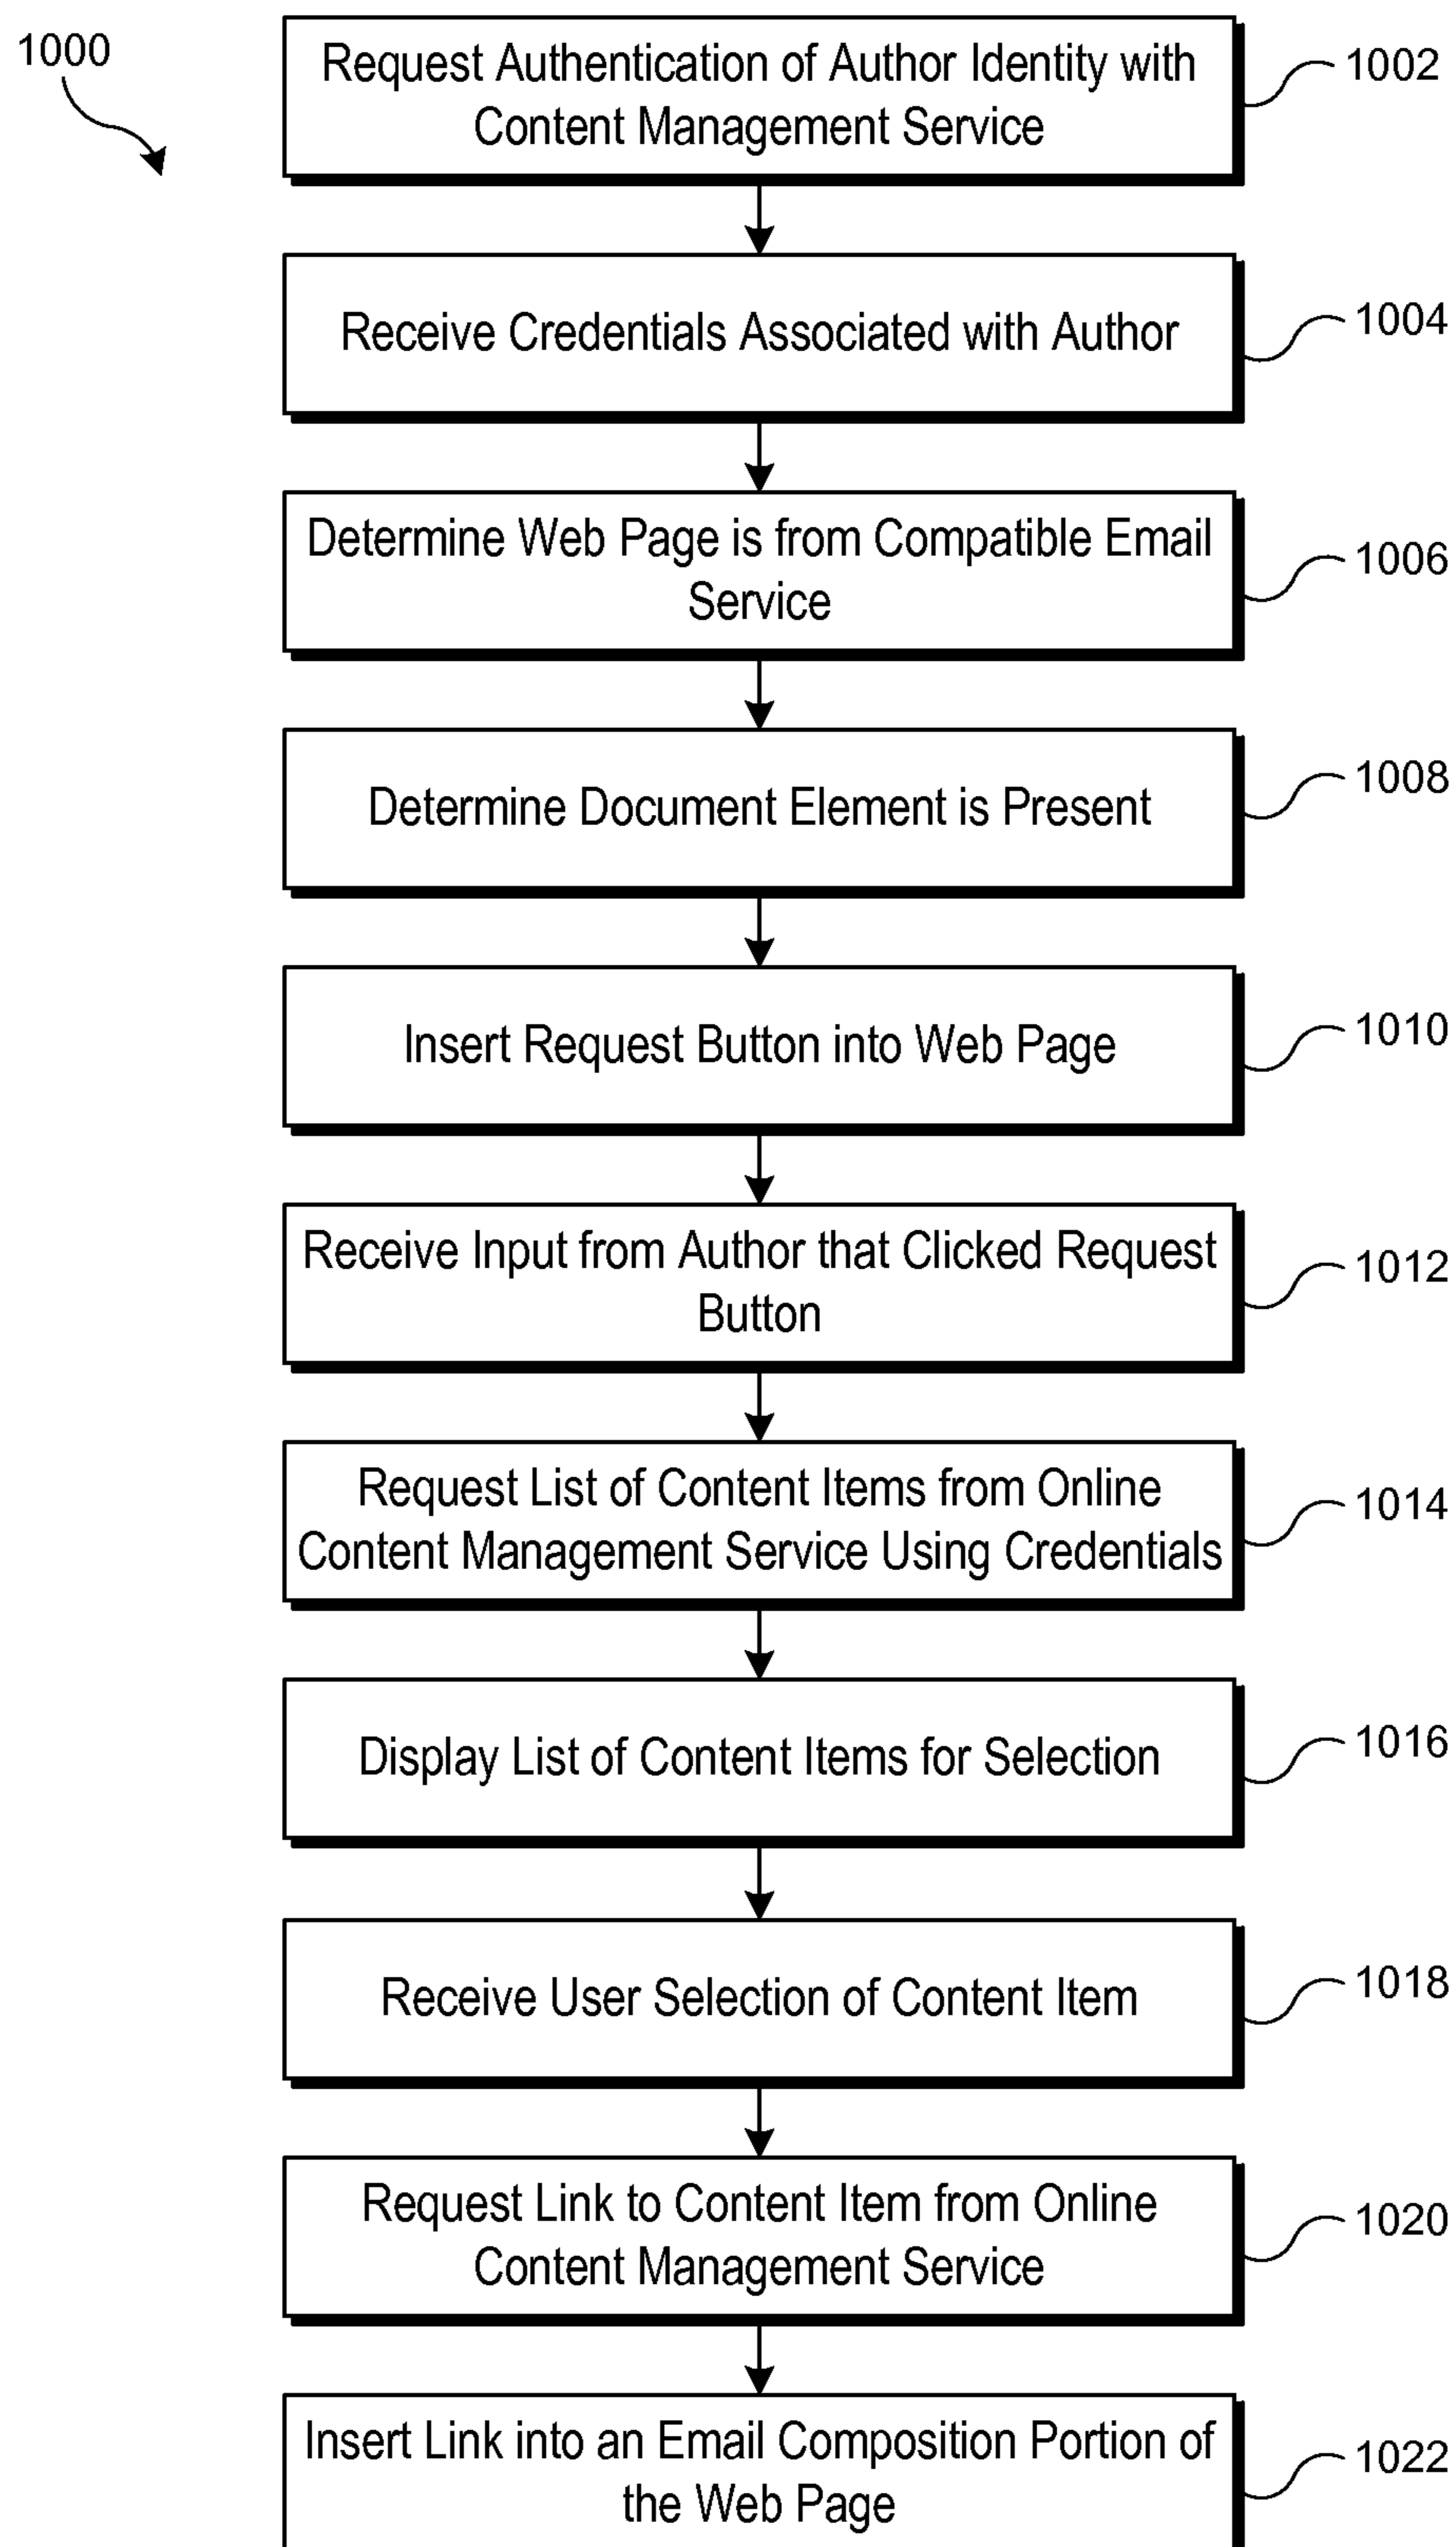 1000
Request Authentication of Author Identity with
Content Management Service
1002
Receive Credentials Associated with Author
1004
Determine Web Page is from Compatible Email
Service
1006
Determine Document Element is Present
1008
Insert Request Button into Web Page
1010
Receive Input from Author that Clicked Request
Button
1012
Request List of Content Items from Online
Content Management Service Using Credentials
1014
Display List of Content Items for Selection
1016
Receive User Selection of Content Item
1018
Request Link to Content Item from Online
Content Management Service
1020
Insert Link into an Email Composition Portion of
the Web Page
1022